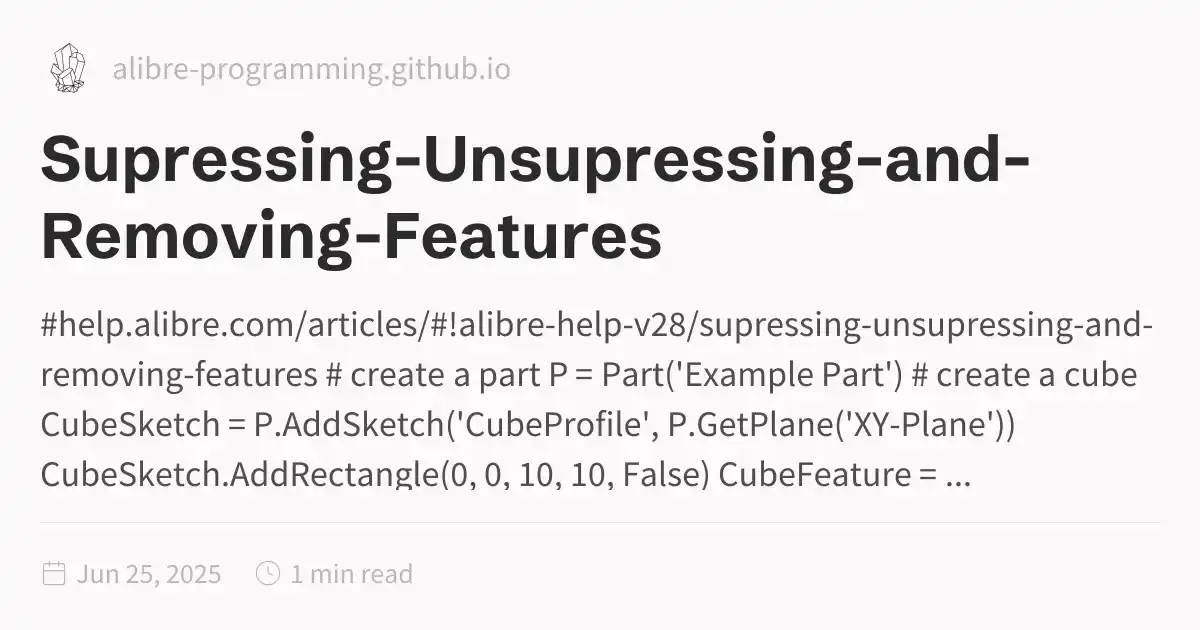 alibre-programming.github.io
Supressing-Unsupressing-and-
Removing-Features
#help.alibre.com/articles/#!alibre-help-v28/supressing-unsupressing-and-
removing-features # create a part P = Part('Example Part') # create a cube
CubeSketch = P.AddSketch('CubeProfile', P.GetPlane('XY-Plane'))
CubeSketch.AddRectangle(0, 0, 10, 10, False) CubeFeature = ...
Jun 25, 2025 1 min read